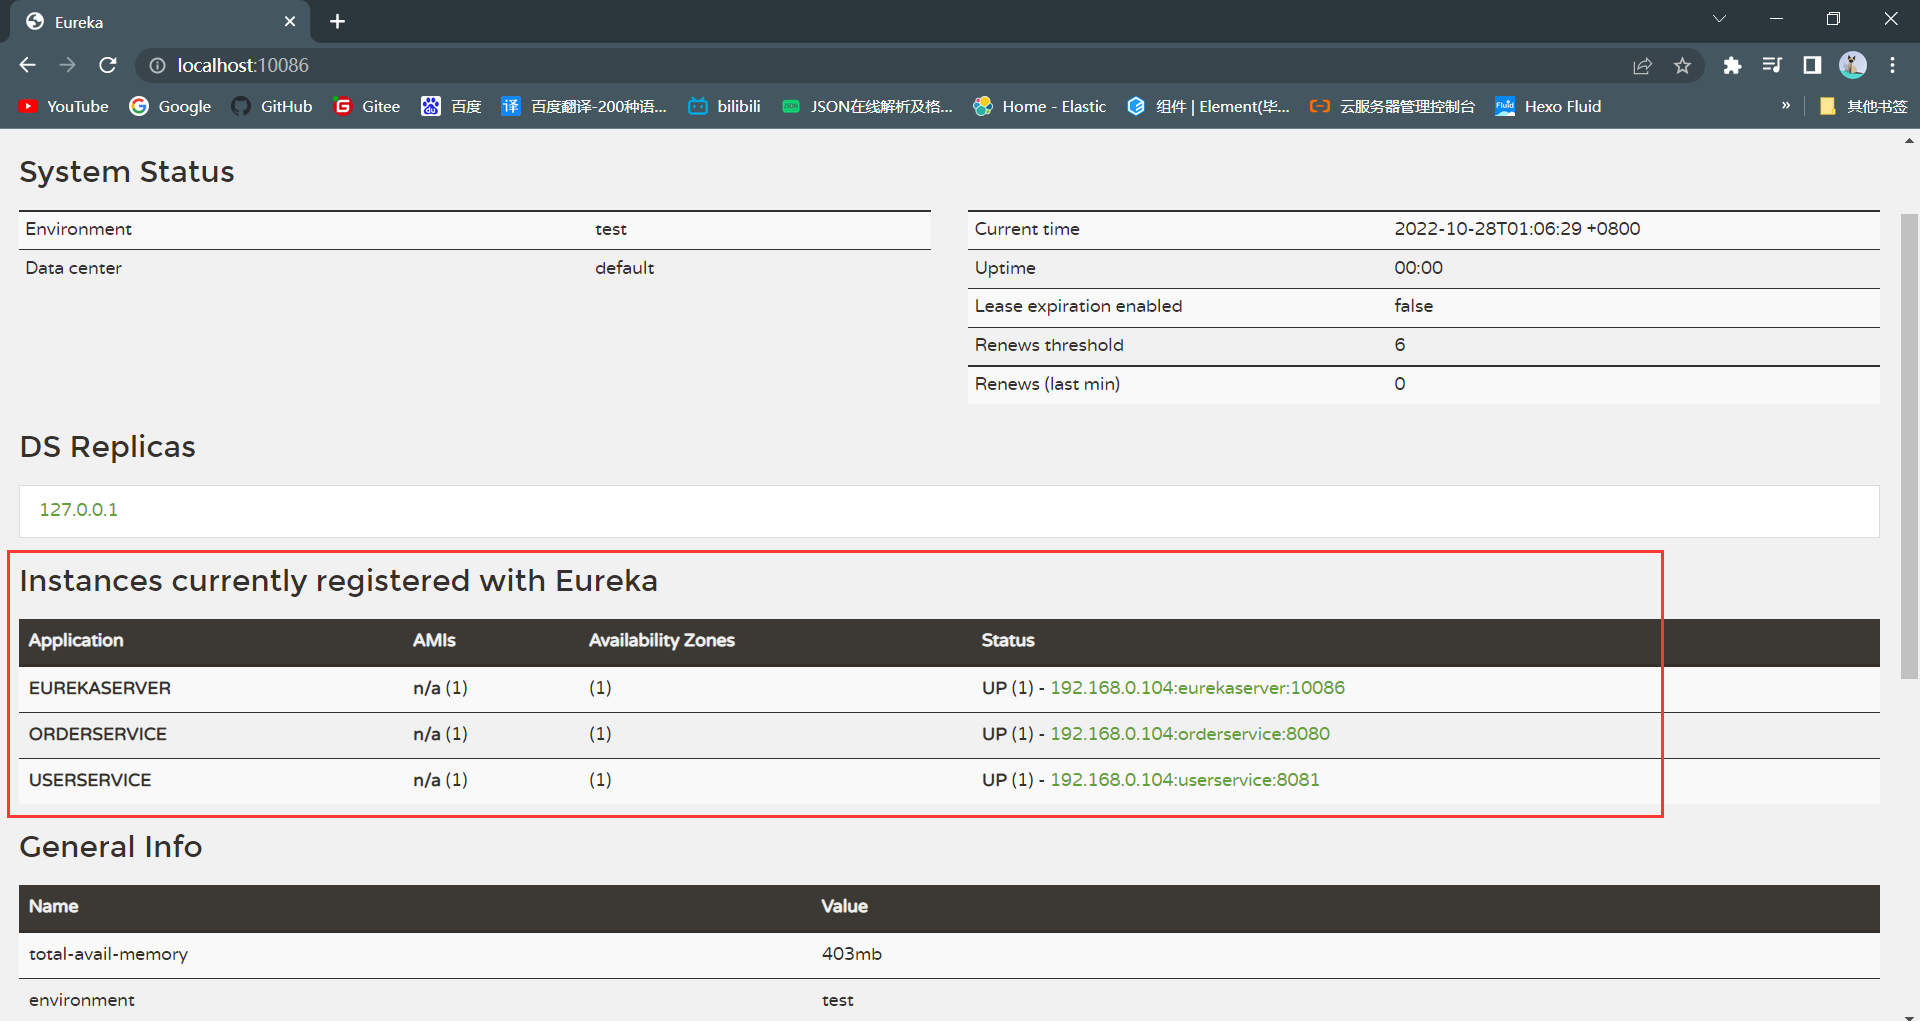 Eureka
localhost:10086
YouTube Google GitHub Gitee 百度 百度翻译-200种语... bilibili JSON在线解析及格... Home - Elastic 组件 | Element(毕... 云服务器管理控制台 Hexo Fluid » 其他书签
System Status
Environment test
Data center default
Current time 2022-10-28T01:06:29 +0800
Uptime 00:00
Lease expiration enabled false
Renews threshold 6
Renews (last min) 0
DS Replicas
127.0.0.1
Instances currently registered with Eureka
Application AMIs Availability Zones Status
EUREKASERVER n/a (1) (1) UP (1) - 192.168.0.104:eurekaserver:10086
ORDERSERVICE n/a (1) (1) UP (1) - 192.168.0.104:orderservice:8080
USERSERVICE n/a (1) (1) UP (1) - 192.168.0.104:userservice:8081
General Info
Name Value
total-avail-memory 403mb
environment test